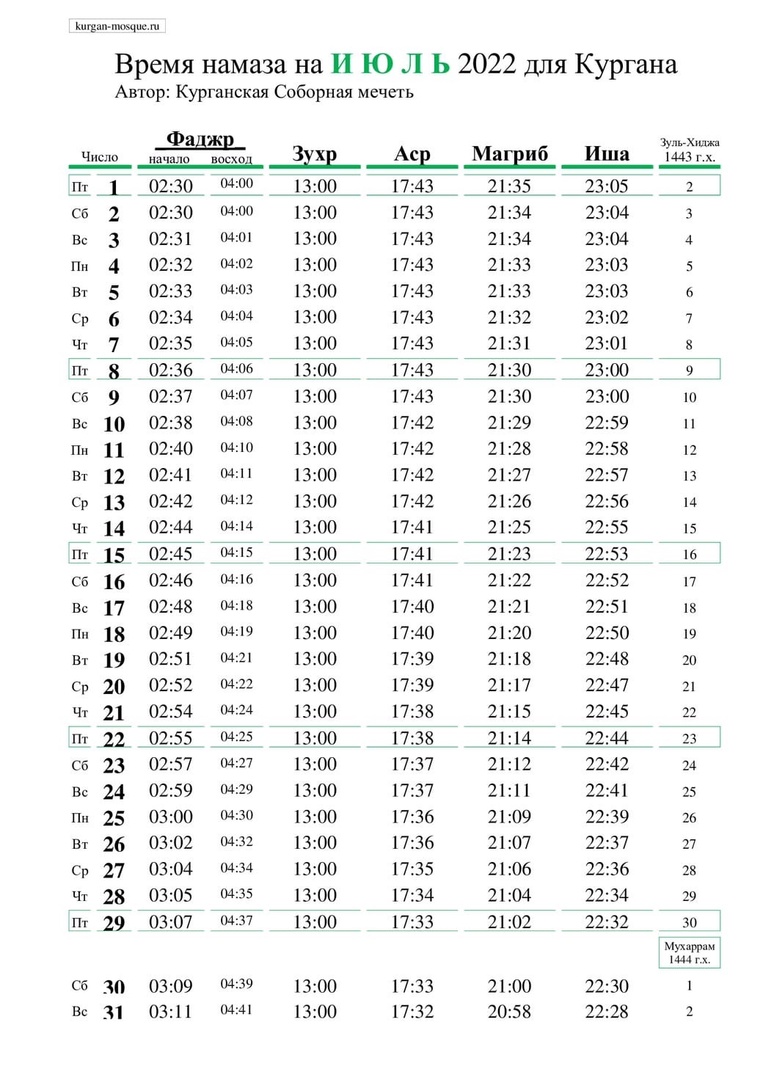 kurgan-mosque.ru
Время намаза на ИЮЛЬ 2022 для Кургана
Автор: Курганская Соборная мечеть
Число Фаджр начало восход Зухр Аср Магриб Иша Зуль-Хиджа 1443 г.х.
Пт 1 02:30 04:00 13:00 17:43 21:35 23:05 2
Сб 2 02:30 04:00 13:00 17:43 21:34 23:04 3
Вс 3 02:31 04:01 13:00 17:43 21:34 23:04 4
Пн 4 02:32 04:02 13:00 17:43 21:33 23:03 5
Вт 5 02:33 04:03 13:00 17:43 21:33 23:03 6
Ср 6 02:34 04:04 13:00 17:43 21:32 23:02 7
Чт 7 02:35 04:05 13:00 17:43 21:31 23:01 8
Пт 8 02:36 04:06 13:00 17:43 21:30 23:00 9
Сб 9 02:37 04:07 13:00 17:43 21:30 23:00 10
Вс 10 02:38 04:08 13:00 17:42 21:29 22:59 11
Пн 11 02:40 04:10 13:00 17:42 21:28 22:58 12
Вт 12 02:41 04:11 13:00 17:42 21:27 22:57 13
Ср 13 02:42 04:12 13:00 17:42 21:26 22:56 14
Чт 14 02:44 04:14 13:00 17:41 21:25 22:55 15
Пт 15 02:45 04:15 13:00 17:41 21:23 22:53 16
Сб 16 02:46 04:16 13:00 17:41 21:22 22:52 17
Вс 17 02:48 04:18 13:00 17:40 21:21 22:51 18
Пн 18 02:49 04:19 13:00 17:40 21:20 22:50 19
Вт 19 02:51 04:21 13:00 17:39 21:18 22:48 20
Ср 20 02:52 04:22 13:00 17:39 21:17 22:47 21
Чт 21 02:54 04:24 13:00 17:38 21:15 22:45 22
Пт 22 02:55 04:25 13:00 17:38 21:14 22:44 23
Сб 23 02:57 04:27 13:00 17:37 21:12 22:42 24
Вс 24 02:59 04:29 13:00 17:37 21:11 22:41 25
Пн 25 03:00 04:30 13:00 17:36 21:09 22:39 26
Вт 26 03:02 04:32 13:00 17:36 21:07 22:37 27
Ср 27 03:04 04:34 13:00 17:35 21:06 22:36 28
Чт 28 03:05 04:35 13:00 17:34 21:04 22:34 29
Пт 29 03:07 04:37 13:00 17:33 21:02 22:32 30
Мухаррам
1444 г.х.
Сб 30 03:09 04:39 13:00 17:33 21:00 22:30 1
Вс 31 03:11 04:41 13:00 17:32 20:58 22:28 2